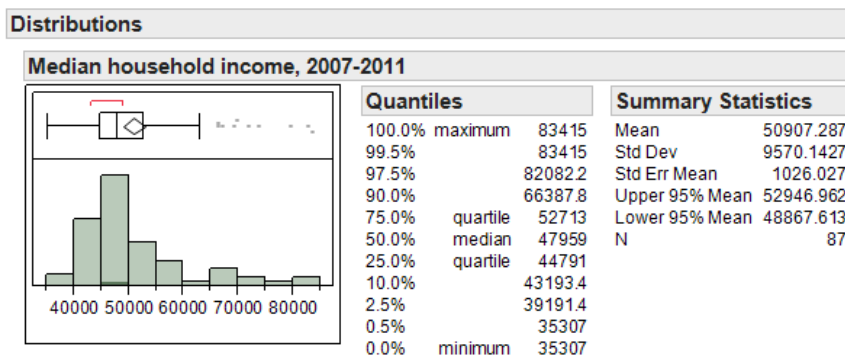 Distributions
Median household income, 2007-2011
40000 50000 60000 70000 80000
Quantiles
100.0% maximum 83415
99.5% 83415
97.5% 82082.2
90.0% 66387.8
75.0% quartile 52713
50.0% median 47959
25.0% quartile 44791
10.0% 43193.4
2.5% 39191.4
0.5% 35307
0.0% minimum 35307
Summary Statistics
Mean 50907.287
Std Dev 9570.1427
Std Err Mean 1026.027
Upper 95% Mean 52946.962
Lower 95% Mean 48867.613
N 87